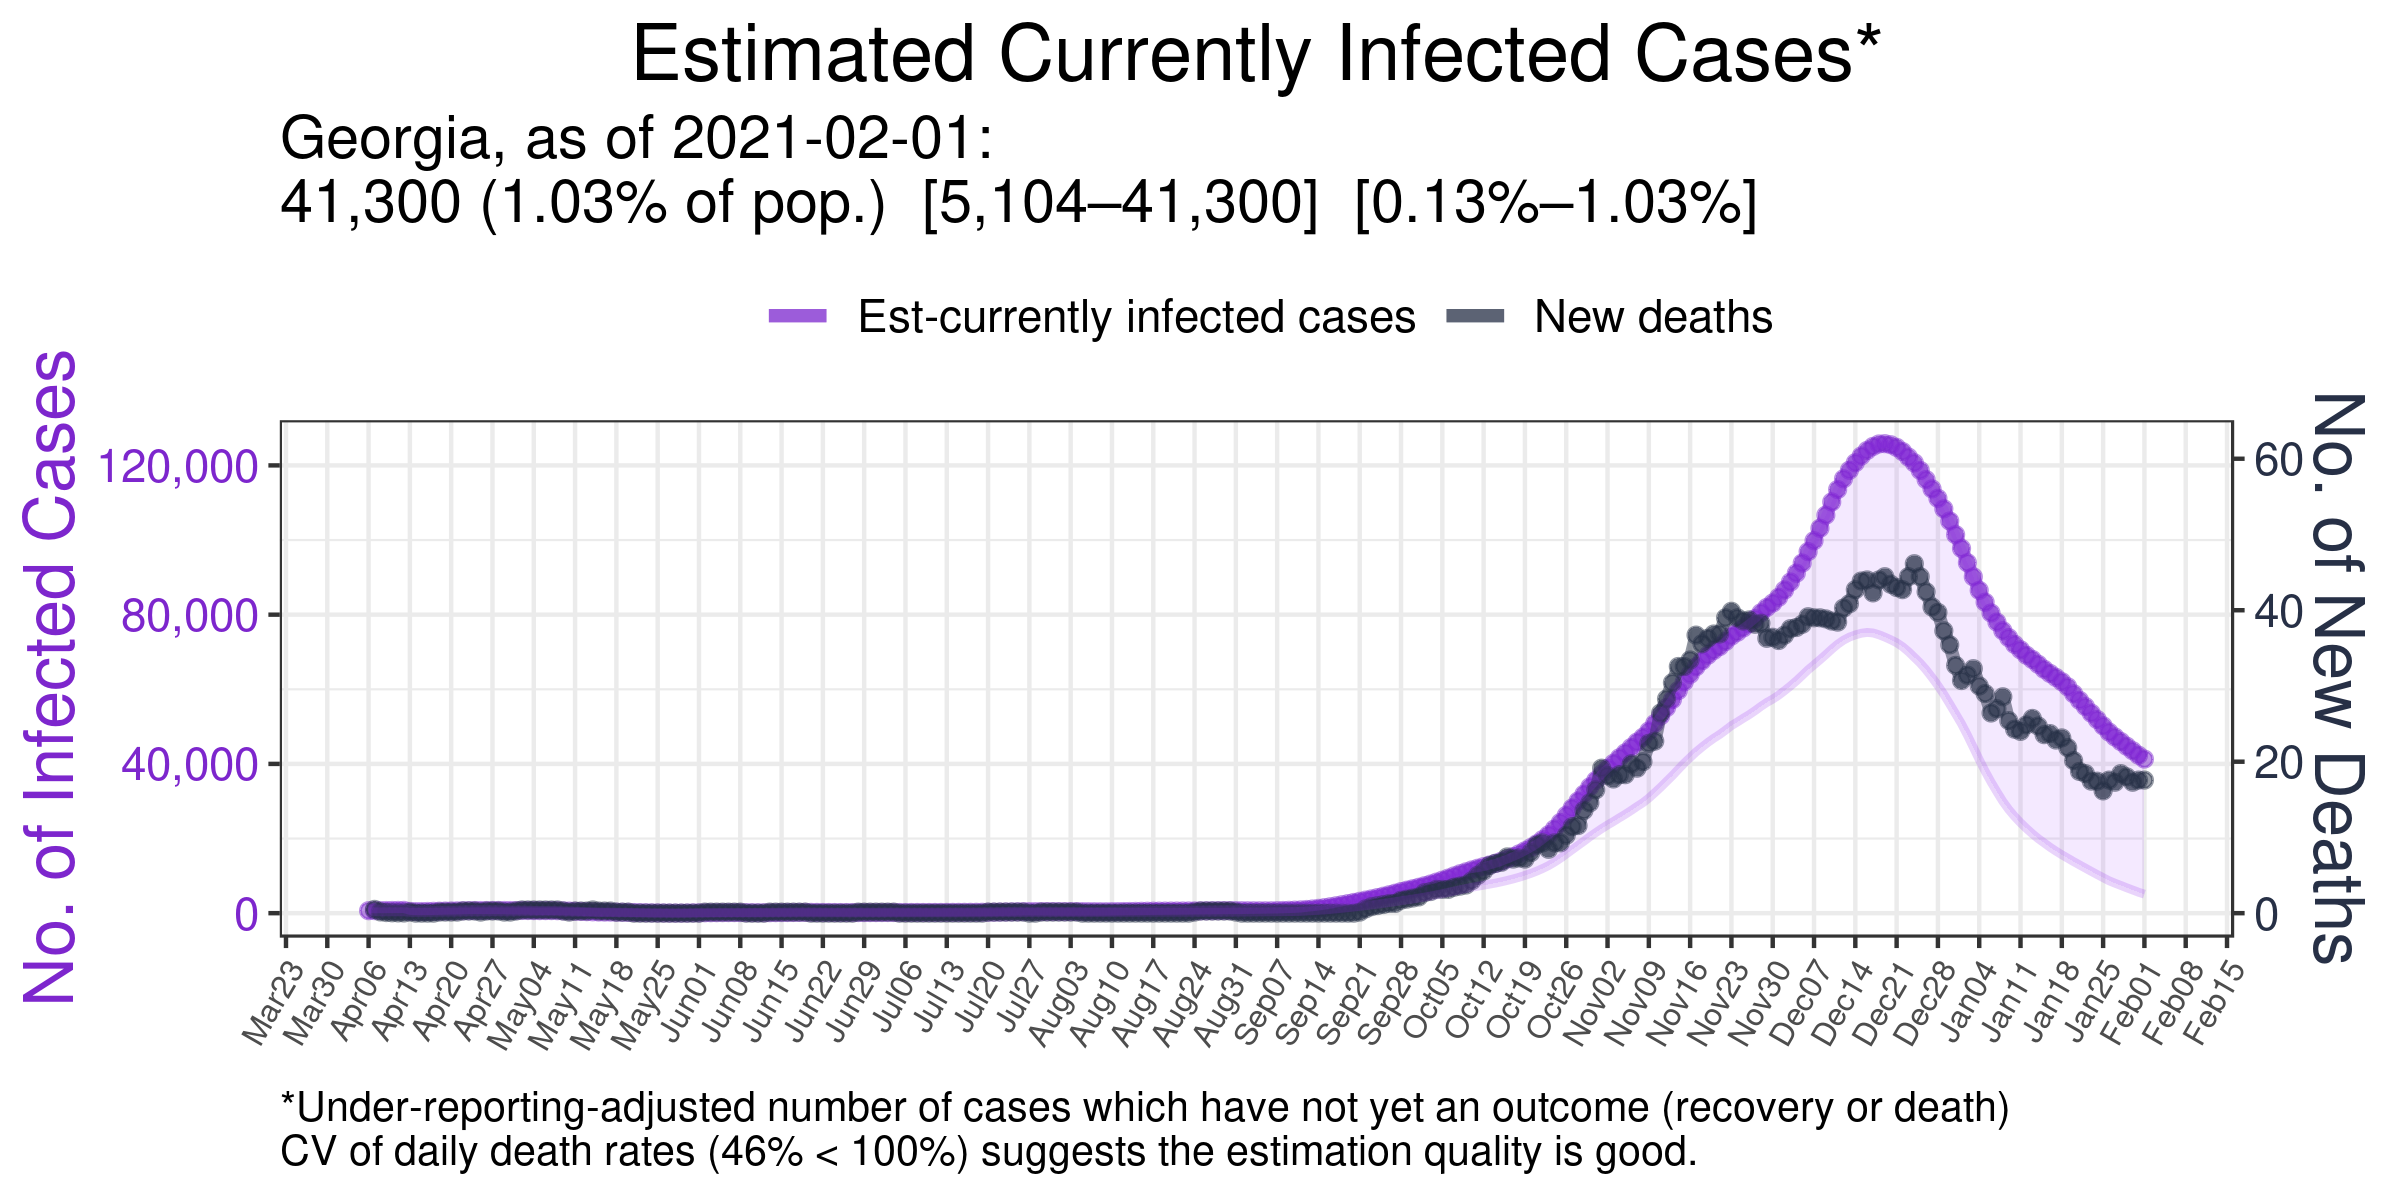 Estimated Currently Infected Cases*
Georgia, as of 2021-02-01:
41,300 (1.03% of pop.)  [5,104–41,300]  [0.13%–1.03%]
Est-currently infected cases
New deaths
No. of Infected Cases
120,000
80,000
40,000
0
60
40
20
0
No. of New Deaths
Mar23
Mar30
Apr06
Apr13
Apr20
Apr27
May04
May11
May18
May25
Jun01
Jun08
Jun15
Jun22
Jun29
Jul06
Jul13
Jul20
Jul27
Aug03
Aug10
Aug17
Aug24
Aug31
Sep07
Sep14
Sep21
Sep28
Oct05
Oct12
Oct19
Oct26
Nov02
Nov09
Nov16
Nov23
Nov30
Dec07
Dec14
Dec21
Dec28
Jan04
Jan11
Jan18
Jan25
Feb01
Feb08
Feb15
*Under-reporting-adjusted number of cases which have not yet an outcome (recovery or death)
CV of daily death rates (46% < 100%) suggests the estimation quality is good.